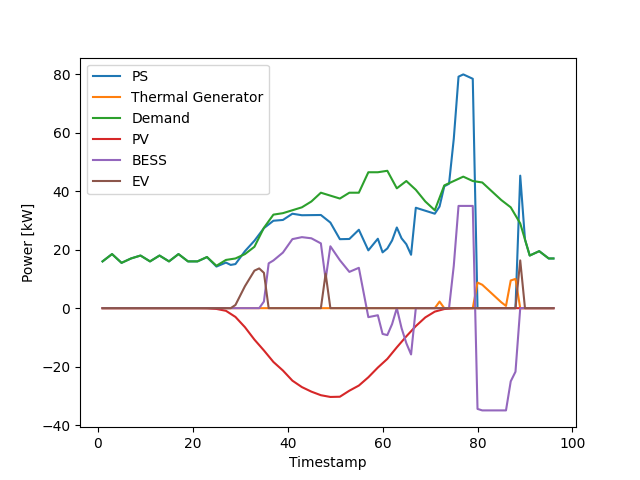 80
60
40
20
0
−20
−40
Power [kW]
PS
Thermal Generator
Demand
PV
BESS
EV
0 20 40 60 80 100
Timestamp